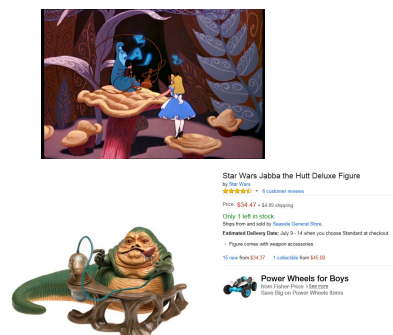 Star Wars Jabba the Hutt Deluxe Figure
by Star Wars
6 customer reviews
Price: $34.47 + $4.89 shipping
Only 1 left in stock.
Ships from and sold by Seaside General Store.
Estimated Delivery Date: July 9 - 14 when you choose Standard at checkout
Figure comes with weapon accessories.
15 new from $34.37 1 collectible from $45.00
Power Wheels for Boys
from Fisher-Price See more
Save Big on Power Wheels Items